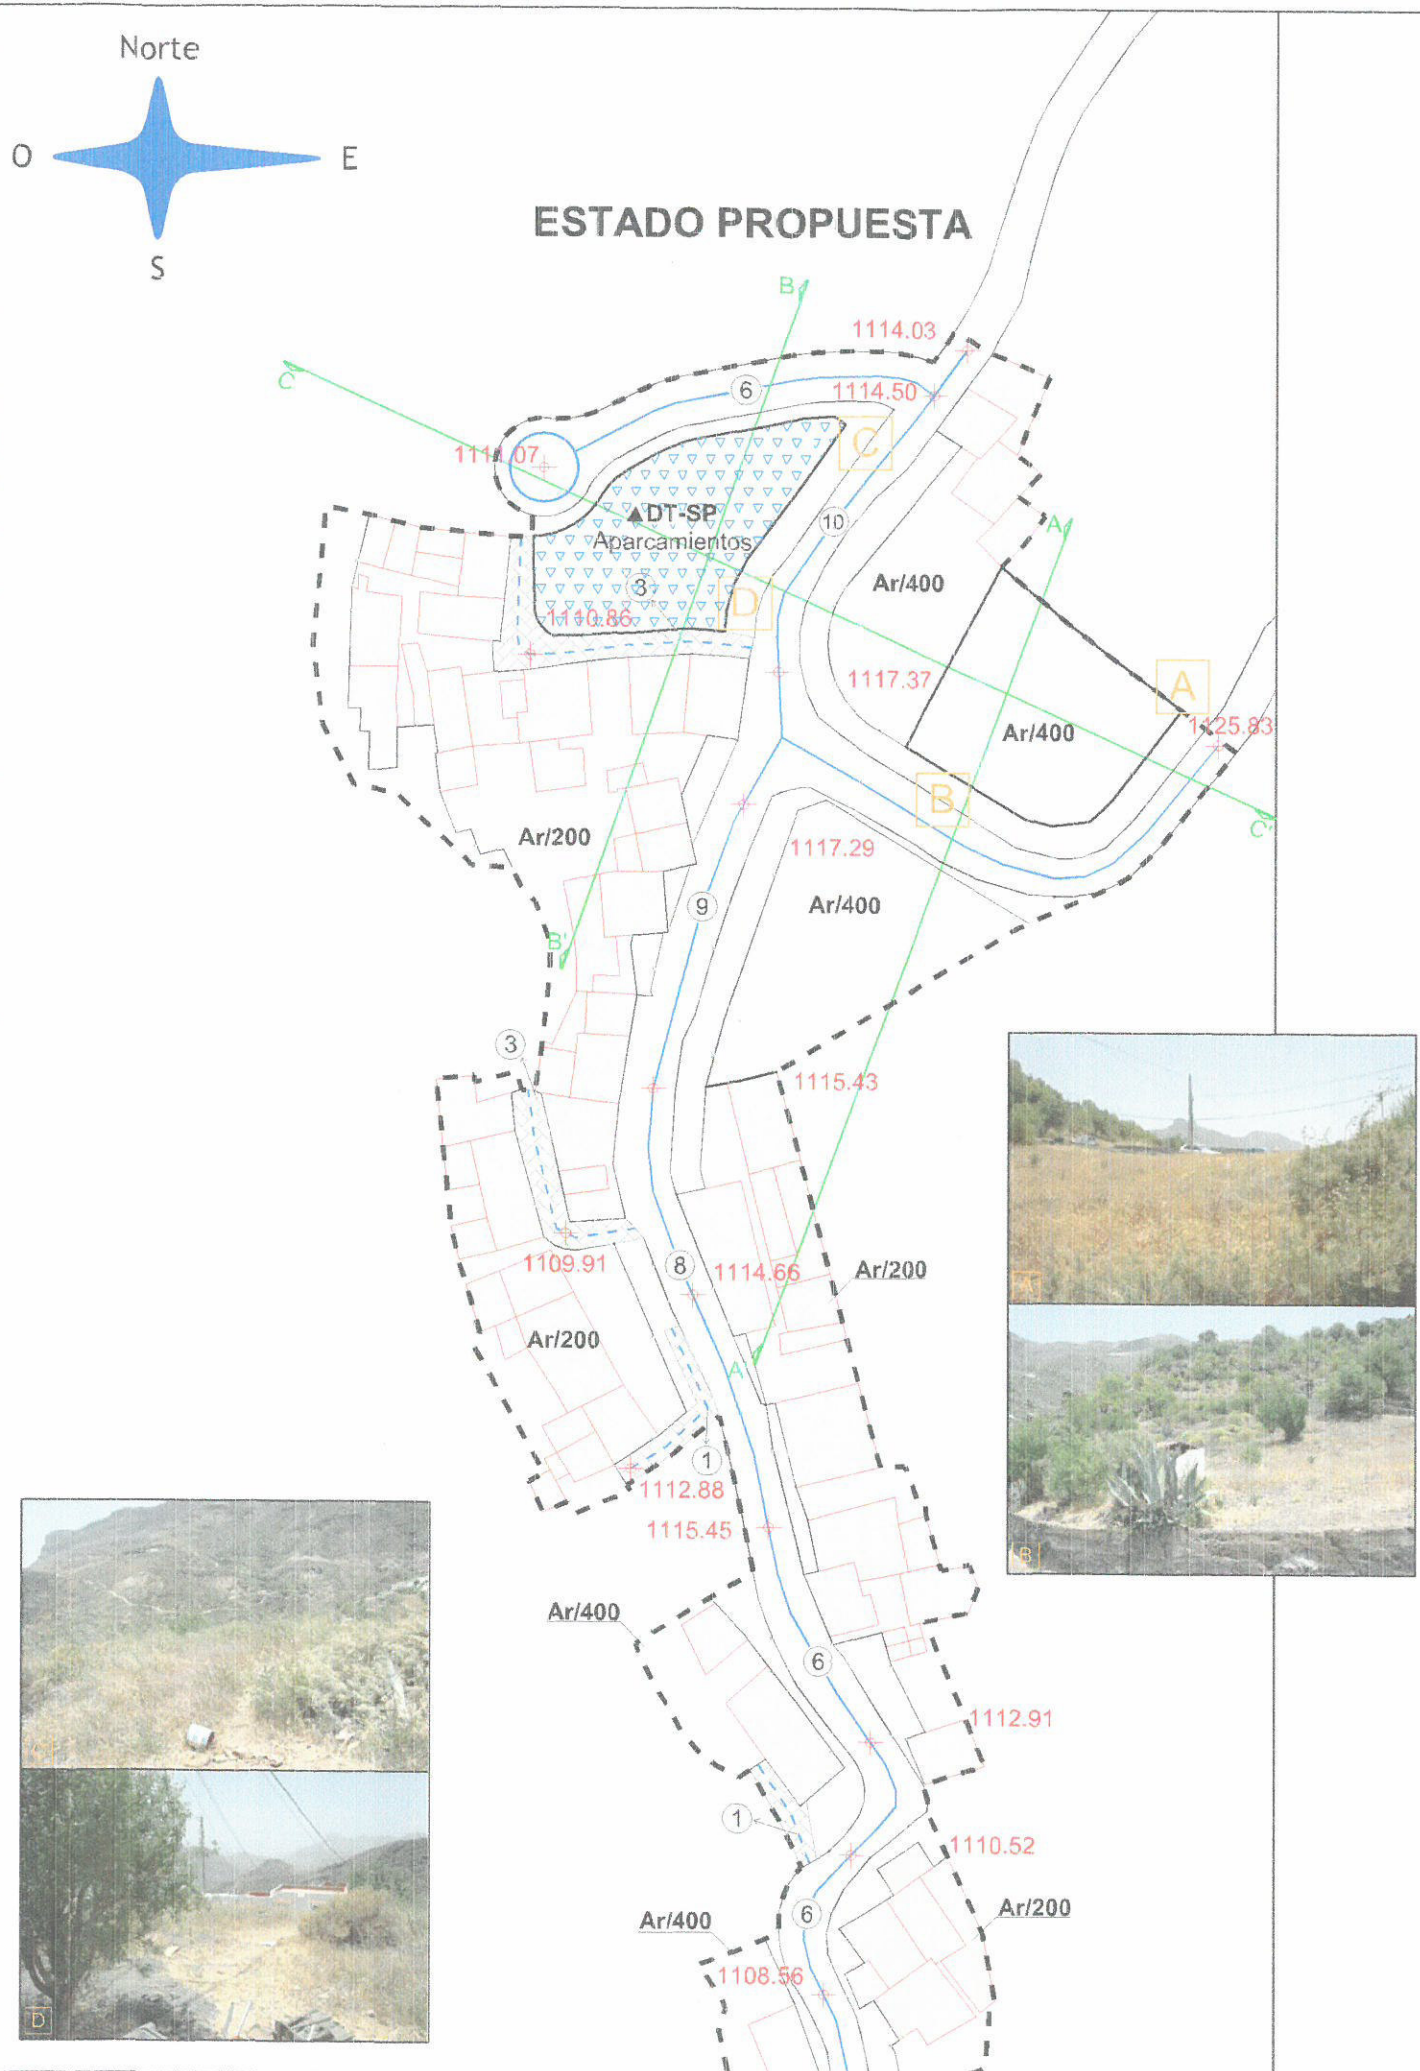 Norte
O
E
S
ESTADO PROPUESTA
B
1114.03
C
6
1114.50
C
1111.07
▲DT-SP
10
A
Aparcamientos
Ar/400
3
D
1110.86
1117.37
A
1125.83
Ar/400
B
C'
Ar/200
1117.29
9
Ar/400
B'
3
1115.43
1109.91
8
1114.66
Ar/200
A
Ar/200
A'
B
1
1112.88
1115.45
Ar/400
6
1112.91
1
1110.52
6
Ar/400
Ar/200
1108.56
D